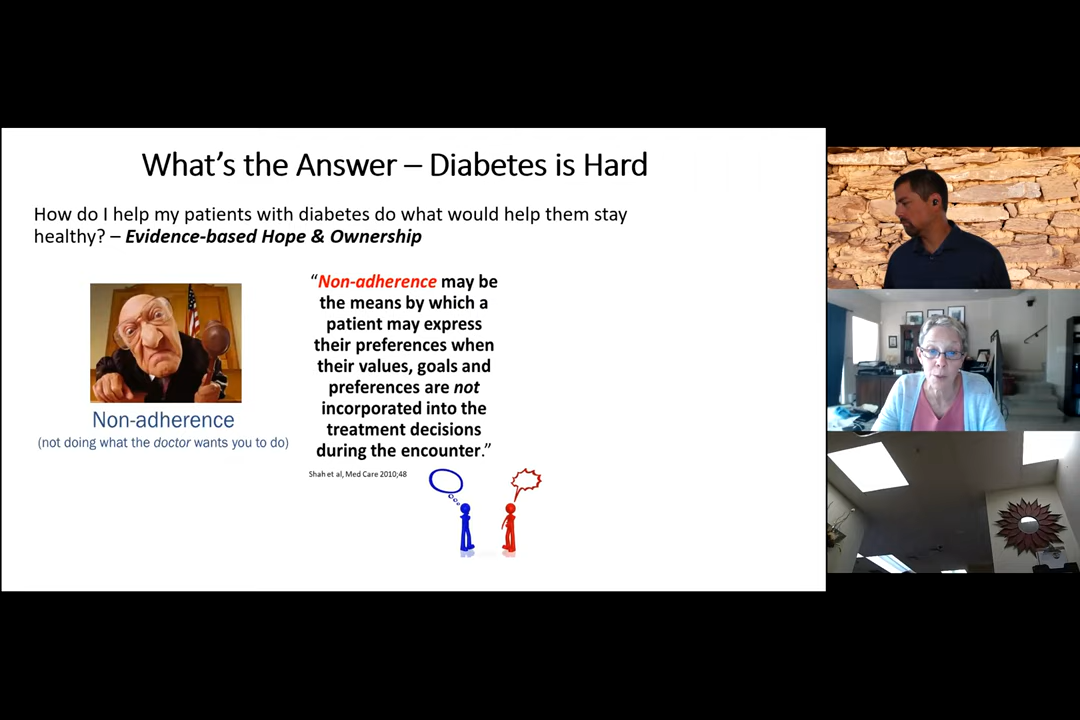 What's the Answer – Diabetes is Hard
How do I help my patients with diabetes do what would help them stay
healthy? – Evidence-based Hope & Ownership
Non-adherence
(not doing what the doctor wants you to do)
“Non-adherence may be
the means by which a
patient may express
their preferences when
their values, goals and
preferences are not
incorporated into the
treatment decisions
during the encounter.”
Shah et al, Med Care 2010;48